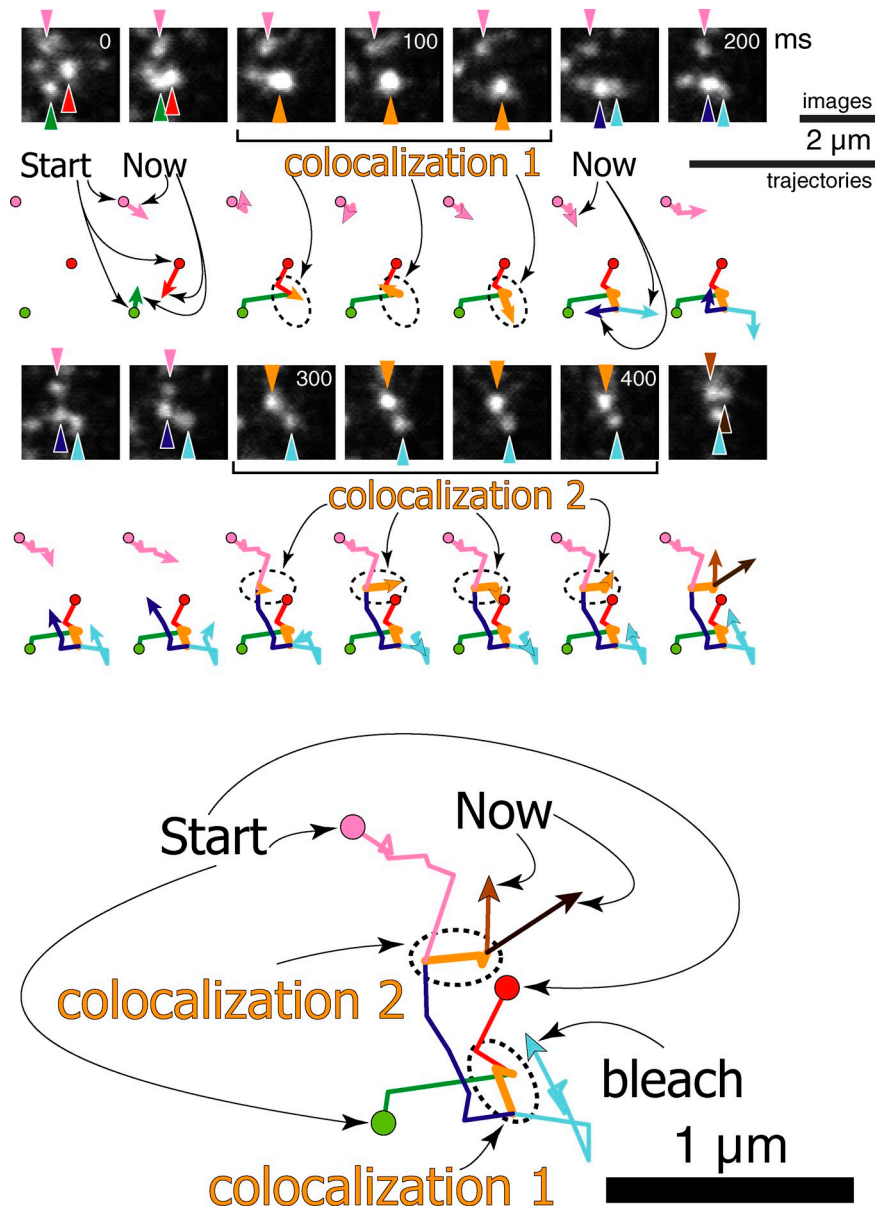 0
100
200 ms
images
2 µm
trajectories
colocalization 1
Start
Now
Now
300
400
colocalization 2
Start
Now
colocalization 2
bleach
1 µm
colocalization 1